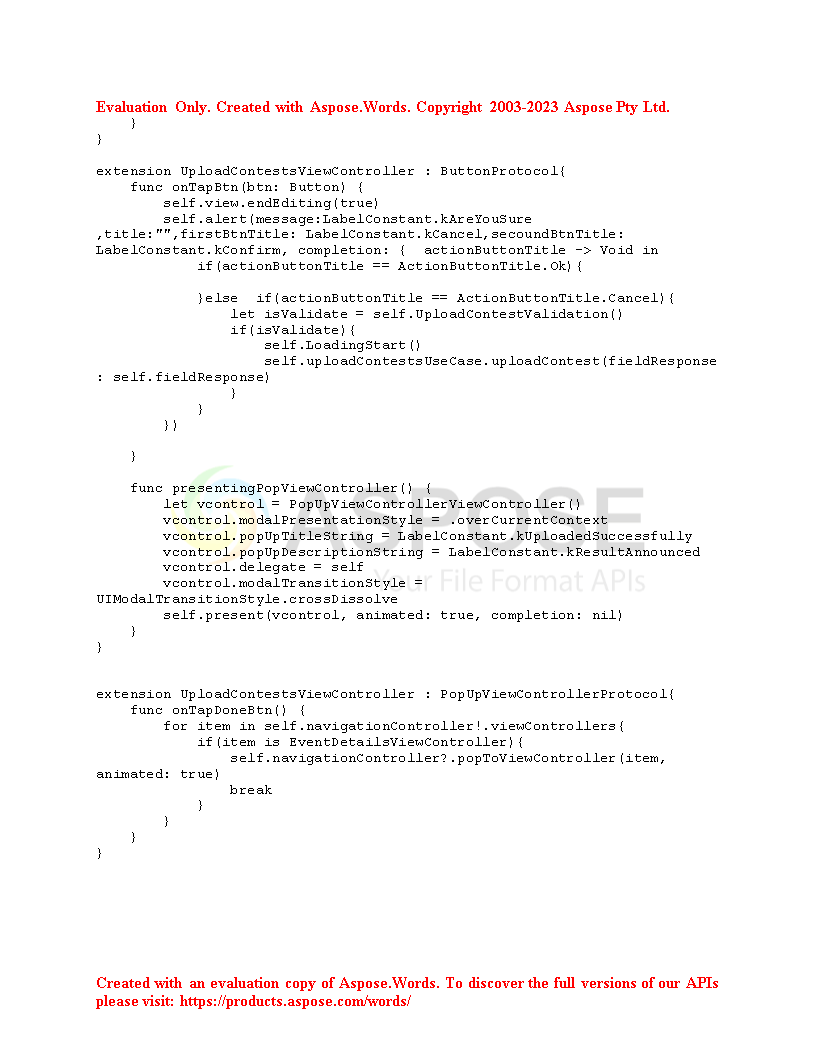 Evaluation Only. Created with Aspose.Words. Copyright 2003-2023 Aspose Pty Ltd.
    }
}

extension UploadContestsViewController : ButtonProtocol{
    func onTapBtn(btn: Button) {
        self.view.endEditing(true)
        self.alert(message:LabelConstant.kAreYouSure
,title:"",firstBtnTitle: LabelConstant.kCancel,secoundBtnTitle:
LabelConstant.kConfirm, completion: {  actionButtonTitle -> Void in
            if(actionButtonTitle == ActionButtonTitle.Ok){

            }else  if(actionButtonTitle == ActionButtonTitle.Cancel){
                let isValidate = self.UploadContestValidation()
                if(isValidate){
                    self.LoadingStart()
                    self.uploadContestsUseCase.uploadContest(fieldResponse
: self.fieldResponse)
                }
            }
        })

    }

    func presentingPopViewController() {
        let vcontrol = PopUpViewControllerViewController()
        vcontrol.modalPresentationStyle = .overCurrentContext
        vcontrol.popUpTitleString = LabelConstant.kUploadedSuccessfully
        vcontrol.popUpDescriptionString = LabelConstant.kResultAnnounced
        vcontrol.delegate = self
        vcontrol.modalTransitionStyle =
UIModalTransitionStyle.crossDissolve
        self.present(vcontrol, animated: true, completion: nil)
    }
}


extension UploadContestsViewController : PopUpViewControllerProtocol{
    func onTapDoneBtn() {
        for item in self.navigationController!.viewControllers{
            if(item is EventDetailsViewController){
                self.navigationController?.popToViewController(item,
animated: true)
                break
            }
        }
    }
}
ASPOSE
Your File Format APIs
Created with an evaluation copy of Aspose.Words. To discover the full versions of our APIs
please visit: https://products.aspose.com/words/